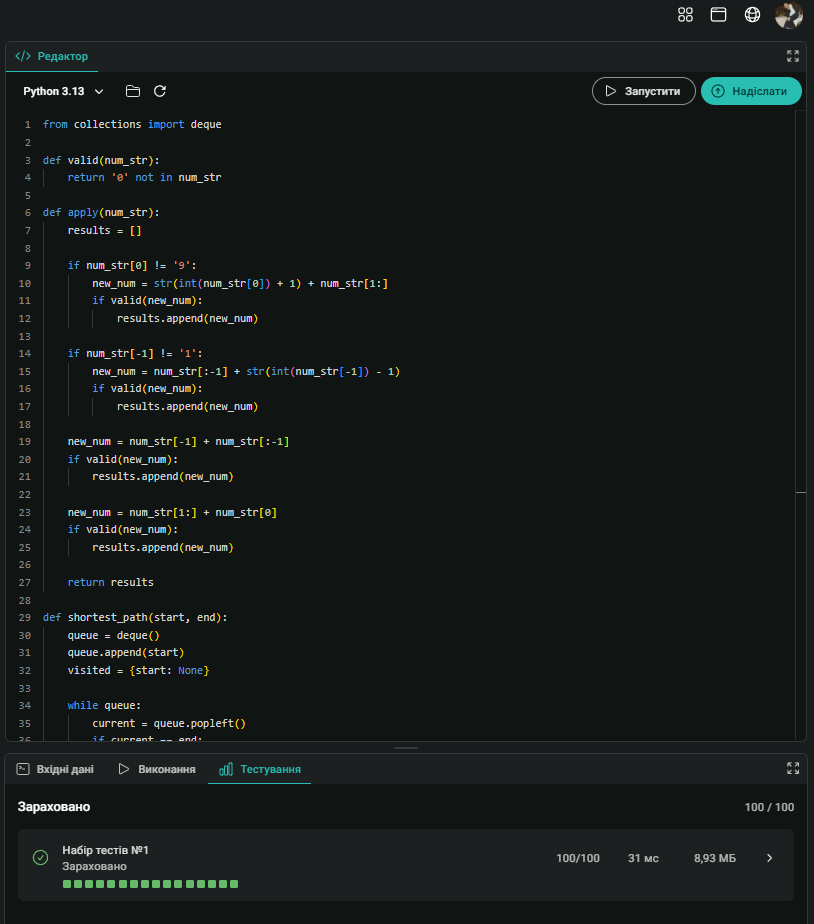 </> Редактор
Python 3.13
Запустити
Надіслати
1 from collections import deque
2
3 def valid(num_str):
4     return '0' not in num_str
5
6 def apply(num_str):
7     results = []
8
9     if num_str[0] != '9':
10         new_num = str(int(num_str[0]) + 1) + num_str[1:]
11         if valid(new_num):
12             results.append(new_num)
13
14     if num_str[-1] != '1':
15         new_num = num_str[:-1] + str(int(num_str[-1]) - 1)
16         if valid(new_num):
17             results.append(new_num)
18
19     new_num = num_str[-1] + num_str[:-1]
20     if valid(new_num):
21         results.append(new_num)
22
23     new_num = num_str[1:] + num_str[0]
24     if valid(new_num):
25         results.append(new_num)
26
27     return results
28
29 def shortest_path(start, end):
30     queue = deque()
31     queue.append(start)
32     visited = {start: None}
33
34     while queue:
35         current = queue.popleft()
36         if current == end:
Вхідні дані
Виконання
Тестування
Зараховано
100 / 100
Набір тестів №1
Зараховано
100/100
31 мс
8,93 МБ